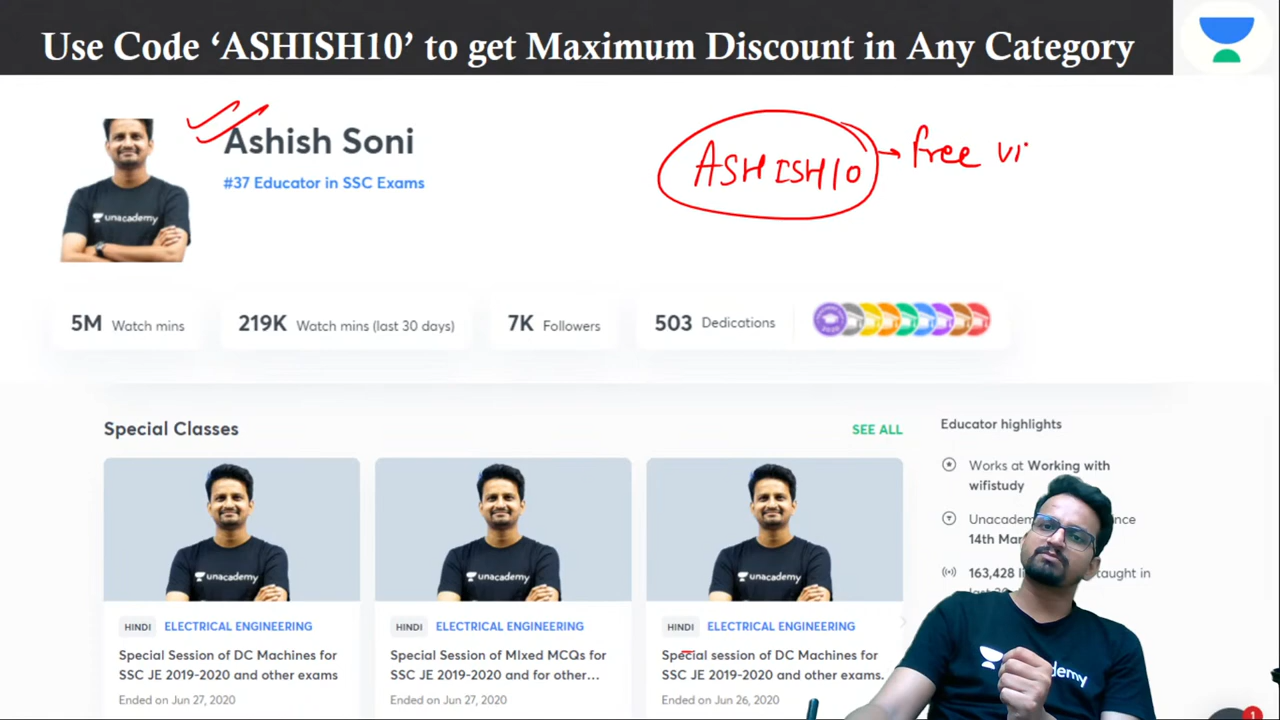 Use Code ‘ASHISH10’ to get Maximum Discount in Any Category
Ashish Soni
#37 Educator in SSC Exams
ASHISH10 → free vi
unacademy
5M Watch mins
219K Watch mins (last 30 days)
7K Followers
503 Dedications
Special Classes
SEE ALL
unacademy
unacademy
unacademy
HINDI ELECTRICAL ENGINEERING
Special Session of DC Machines for
SSC JE 2019-2020 and other exams
Ended on Jun 27, 2020
HINDI ELECTRICAL ENGINEERING
Special Session of MIxed MCQs for
SSC JE 2019-2020 and for other...
Ended on Jun 27, 2020
HINDI ELECTRICAL ENGINEERING
Special session of DC Machines for
SSC JE 2019-2020 and other exams.
Ended on Jun 26, 2020
Educator highlights
Works at Working with
wifistudy
14th Mar
163,428 taught in
1